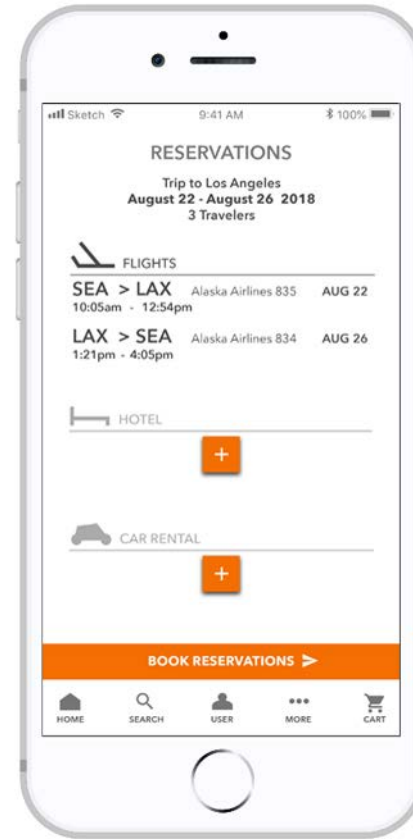 Sketch 9:41 AM 100%
RESERVATIONS
Trip to Los Angeles
August 22 - August 26 2018
3 Travelers
FLIGHTS
SEA > LAX Alaska Airlines 835 AUG 22
10:05am - 12:54pm
LAX > SEA Alaska Airlines 834 AUG 26
1:21pm - 4:05pm
HOTEL
+
CAR RENTAL
+
BOOK RESERVATIONS
HOME SEARCH USER MORE CART